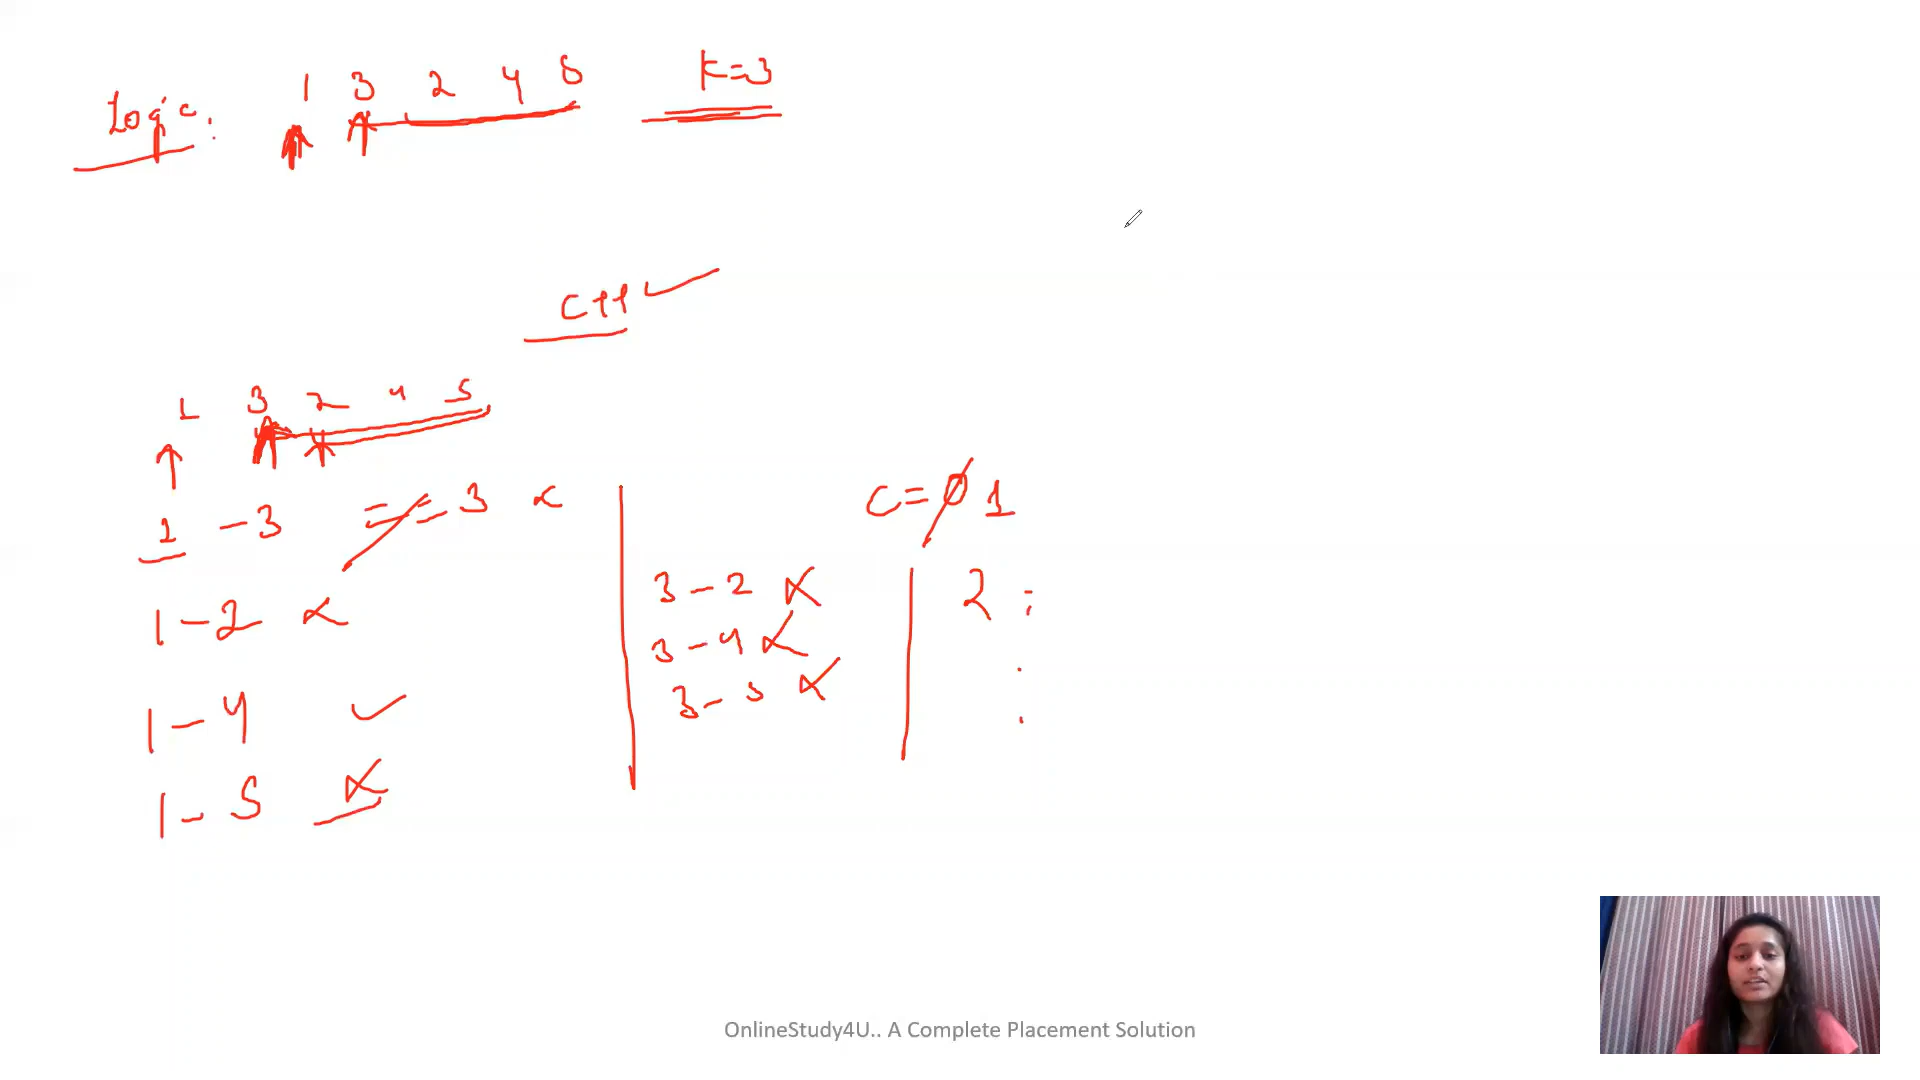 Logic: 1 3 2 4 5 K=3
C++ ✓
1 3 2 4 5
1 - 3 == 3 ×
1 - 2 ×
1 - 4 ✓
1 - 5 ×
3 - 2 ×
3 - 4 ×
3 - 5 ×
C = 0 1
2 :
OnlineStudy4U.. A Complete Placement Solution